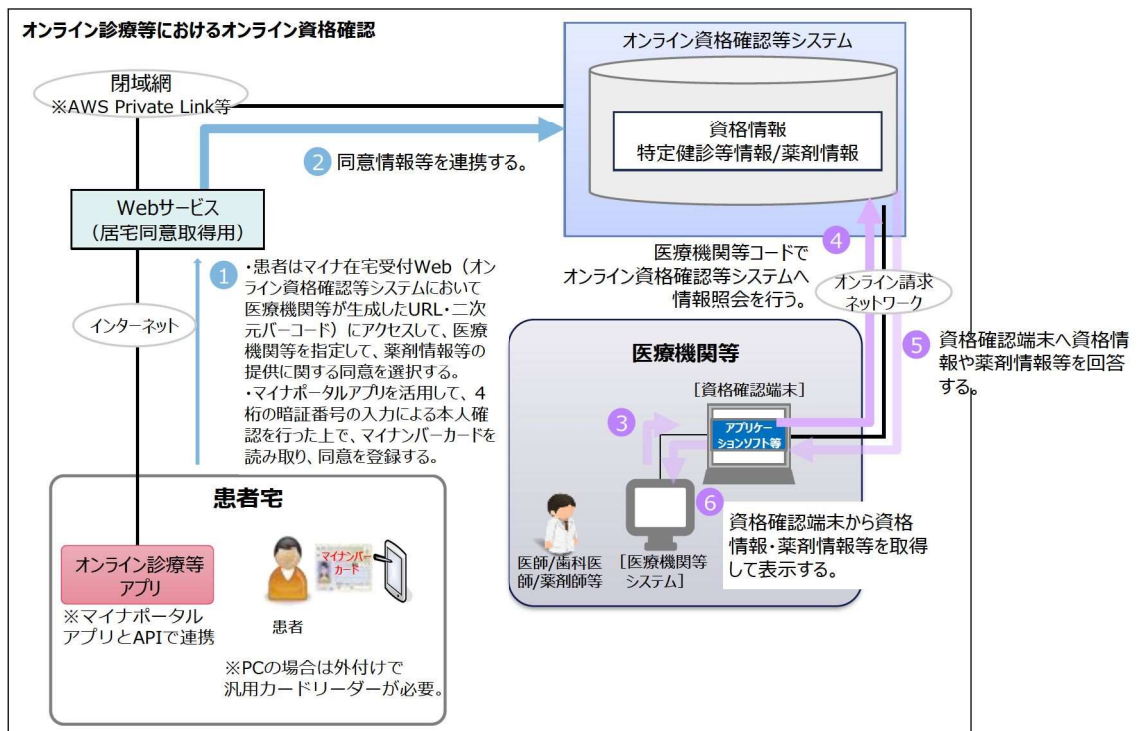 オンライン診療等におけるオンライン資格確認
オンライン資格確認等システム
資格情報
特定健診等情報/薬剤情報
閉域網
※AWS Private Link等
2 同意情報等を連携する。
Webサービス
（居宅同意取得用）
インターネット
1
・患者はマイナ在宅受付Web（オン
ライン資格確認等システムにおいて
医療機関等が生成したURL・二次
元バーコード）にアクセスして、医療
機関等を指定して、薬剤情報等の
提供に関する同意を選択する。
・マイナポータルアプリを活用して、4
桁の暗証番号の入力による本人確
認を行った上で、マイナンバーカードを
読み取り、同意を登録する。
4
医療機関等コードで
オンライン資格確認等システムへ
情報照会を行う。
オンライン請求
ネットワーク
5
資格確認端末へ資格情
報や薬剤情報等を回答
する。
医療機関等
［資格確認端末］
アプリケー
ションソフト等
3
6
資格確認端末から資格
情報・薬剤情報等を取得
して表示する。
医師/歯科医
師/薬剤師等
［医療機関等
システム］
患者宅
オンライン診療等
アプリ
※マイナポータル
アプリとAPIで連携
マイナンバー
カード
患者
※PCの場合は外付けで
汎用カードリーダーが必要。